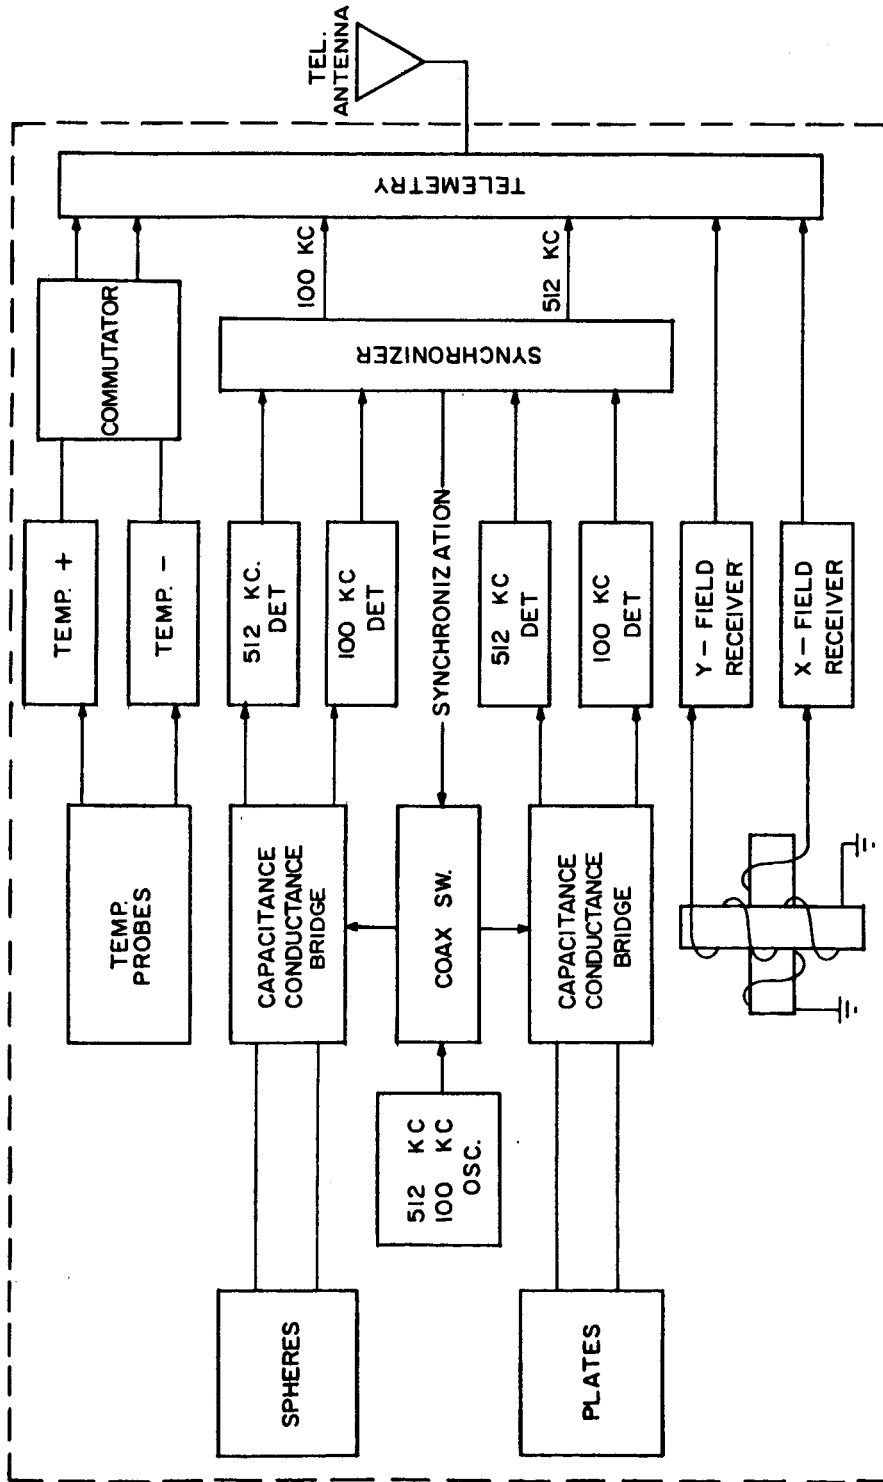 SPHERES
PLATES
512 KC
100 KC
OSC.
TEMP.
PROBES
CAPACITANCE
CONDUCTANCE
BRIDGE
COAX SW.
CAPACITANCE
CONDUCTANCE
BRIDGE
SYNCHRONIZATION
TEMP. +
TEMP. -
512 KC.
DET
100 KC
DET
512 KC
DET
100 KC
DET
Y - FIELD
RECEIVER
X - FIELD
RECEIVER
COMMUTATOR
SYNCHRONIZER
100 KC
512 KC
TELEMETRY
TEL.
ANTENNA